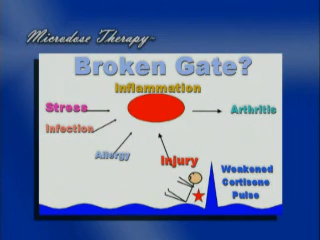 Microdose Therapy~
Broken Gate?
Inflammation
Stress
Arthritis
Infection
Allergy
Injury
Weakened
Cortisone
Pulse